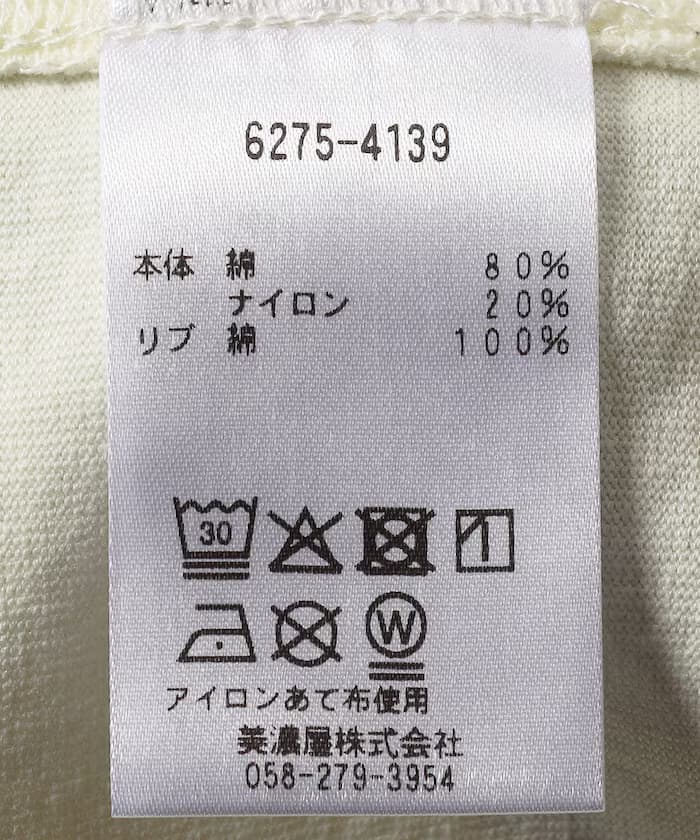 6275-4139
本体 綿 80%
ナイロン 20%
リブ 綿 100%
30
W
アイロンあて布使用
美濃屋株式会社
058-279-3954